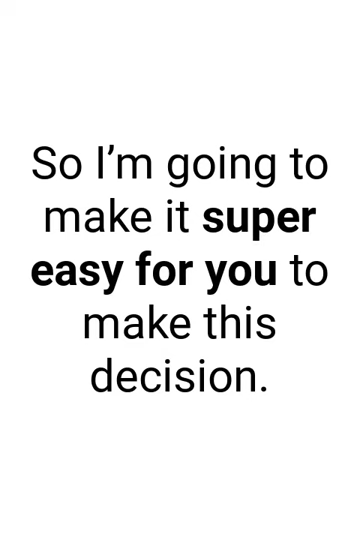 So I’m going to
make it super
easy for you to
make this
decision.